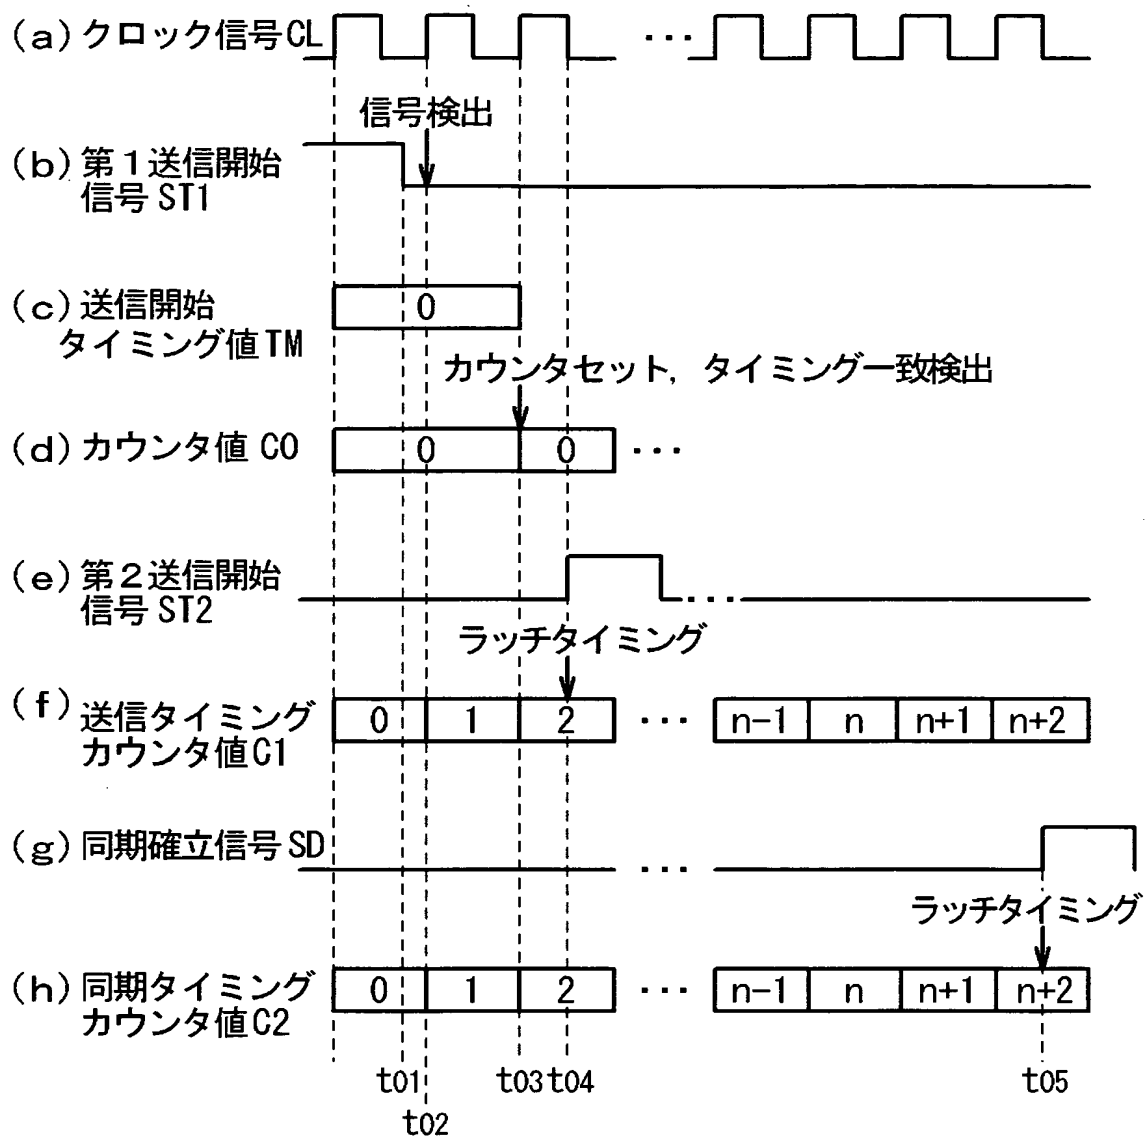 (a) クロック信号CL
・・・
信号検出
(b) 第1送信開始
信号 ST1
(c) 送信開始
タイミング値TM
0
カウンタセット, タイミング一致検出
(d) カウンタ値 C0
0 0 ・・・
(e) 第2送信開始
信号ST2
・・・
ラッチタイミング
(f) 送信タイミング
カウンタ値C1
0 1 2 ・・・ n-1 n n+1 n+2
(g) 同期確立信号SD
・・・
ラッチタイミング
(h) 同期タイミング
カウンタ値C2
0 1 2 ・・・ n-1 n n+1 n+2
t01 t03 t04 t05
t02